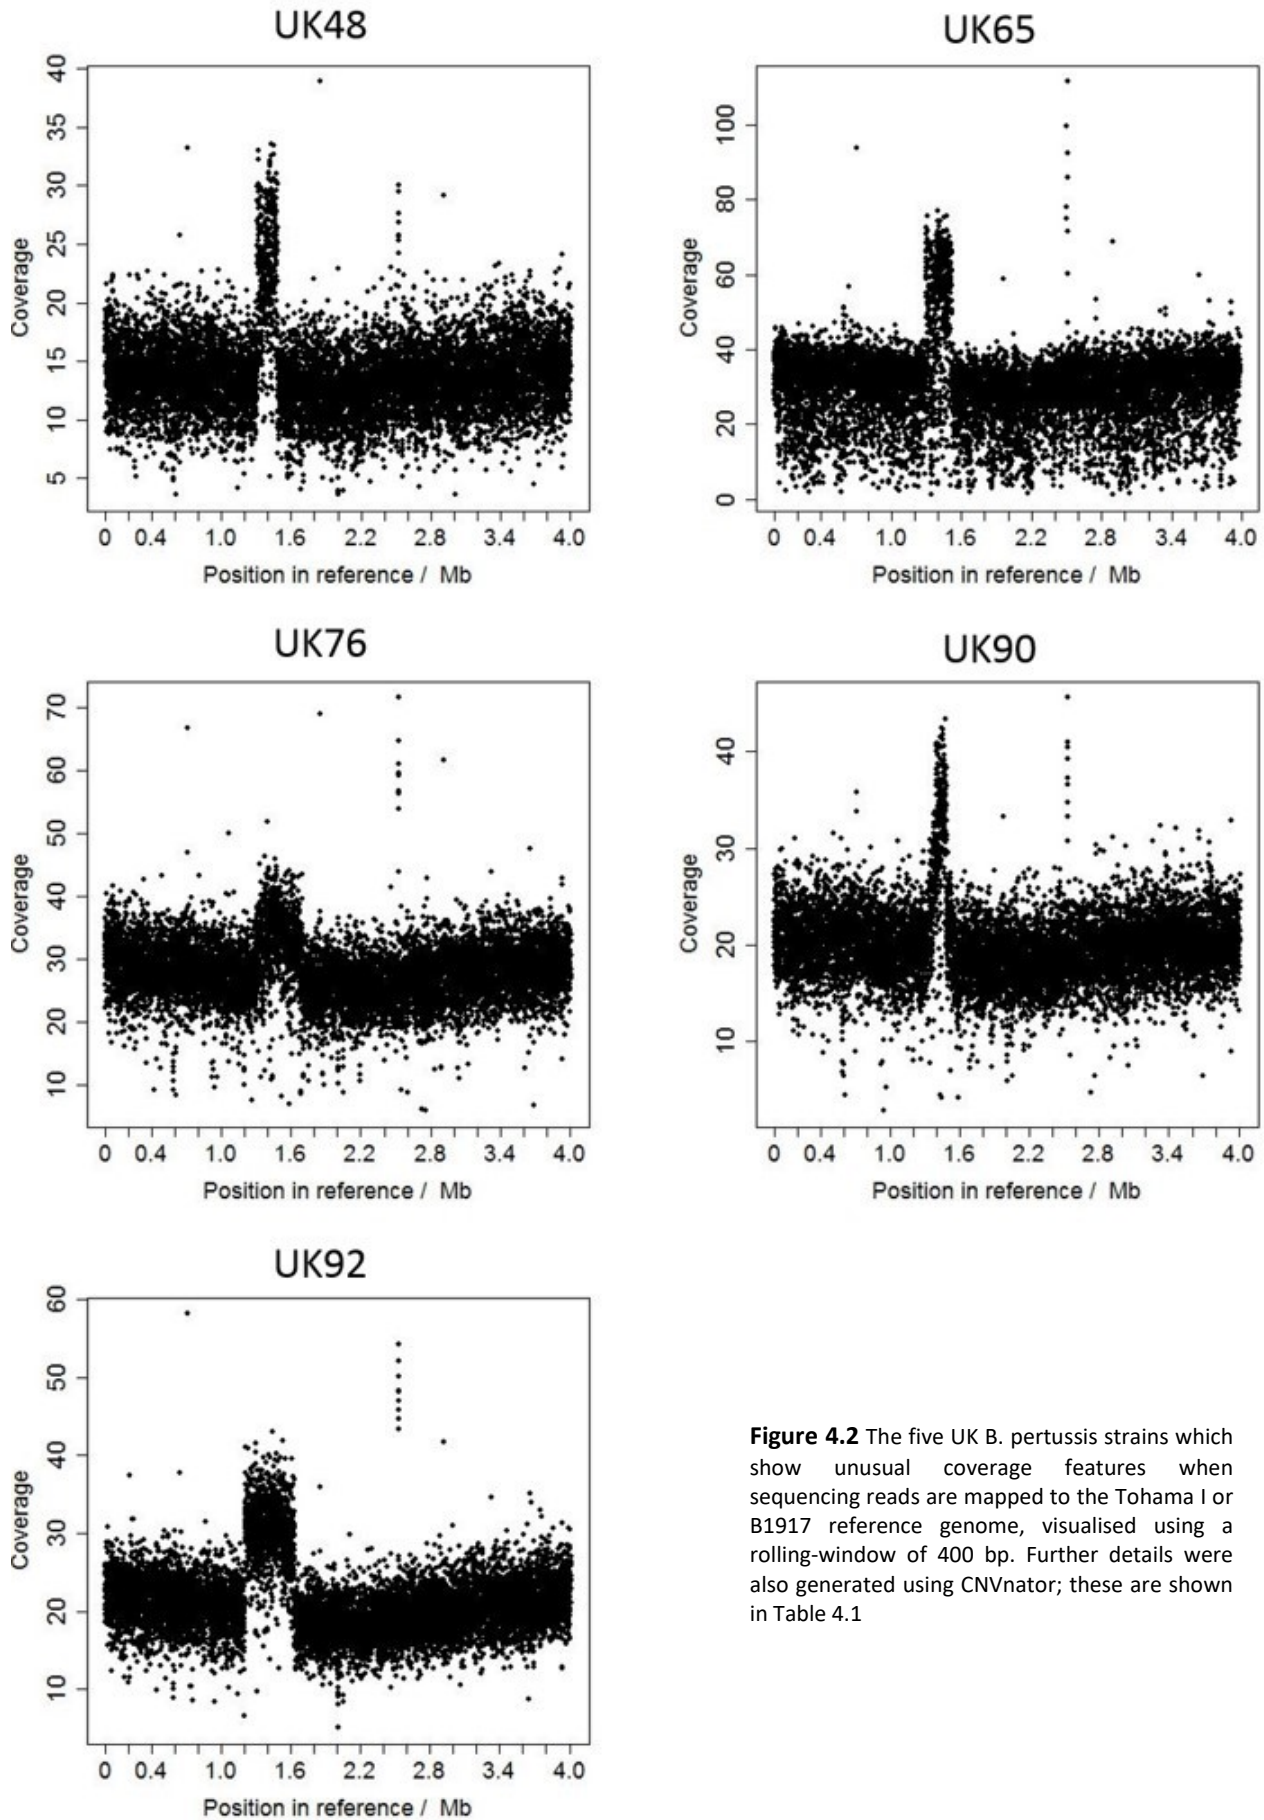 UK48
40
35
30
25
20
15
10
5
Coverage
0 0.4 1.0 1.6 2.2 2.8 3.4 4.0
Position in reference / Mb
UK65
100
80
60
40
20
0
Coverage
0 0.4 1.0 1.6 2.2 2.8 3.4 4.0
Position in reference / Mb
UK76
70
60
50
40
30
20
10
Coverage
0 0.4 1.0 1.6 2.2 2.8 3.4 4.0
Position in reference / Mb
UK90
40
30
20
10
Coverage
0 0.4 1.0 1.6 2.2 2.8 3.4 4.0
Position in reference / Mb
UK92
60
50
40
30
20
10
Coverage
0 0.4 1.0 1.6 2.2 2.8 3.4 4.0
Position in reference / Mb
Figure 4.2 The five UK B. pertussis strains which
show unusual coverage features when
sequencing reads are mapped to the Tohama I or
B1917 reference genome, visualised using a
rolling-window of 400 bp. Further details were
also generated using CNVnator; these are shown
in Table 4.1